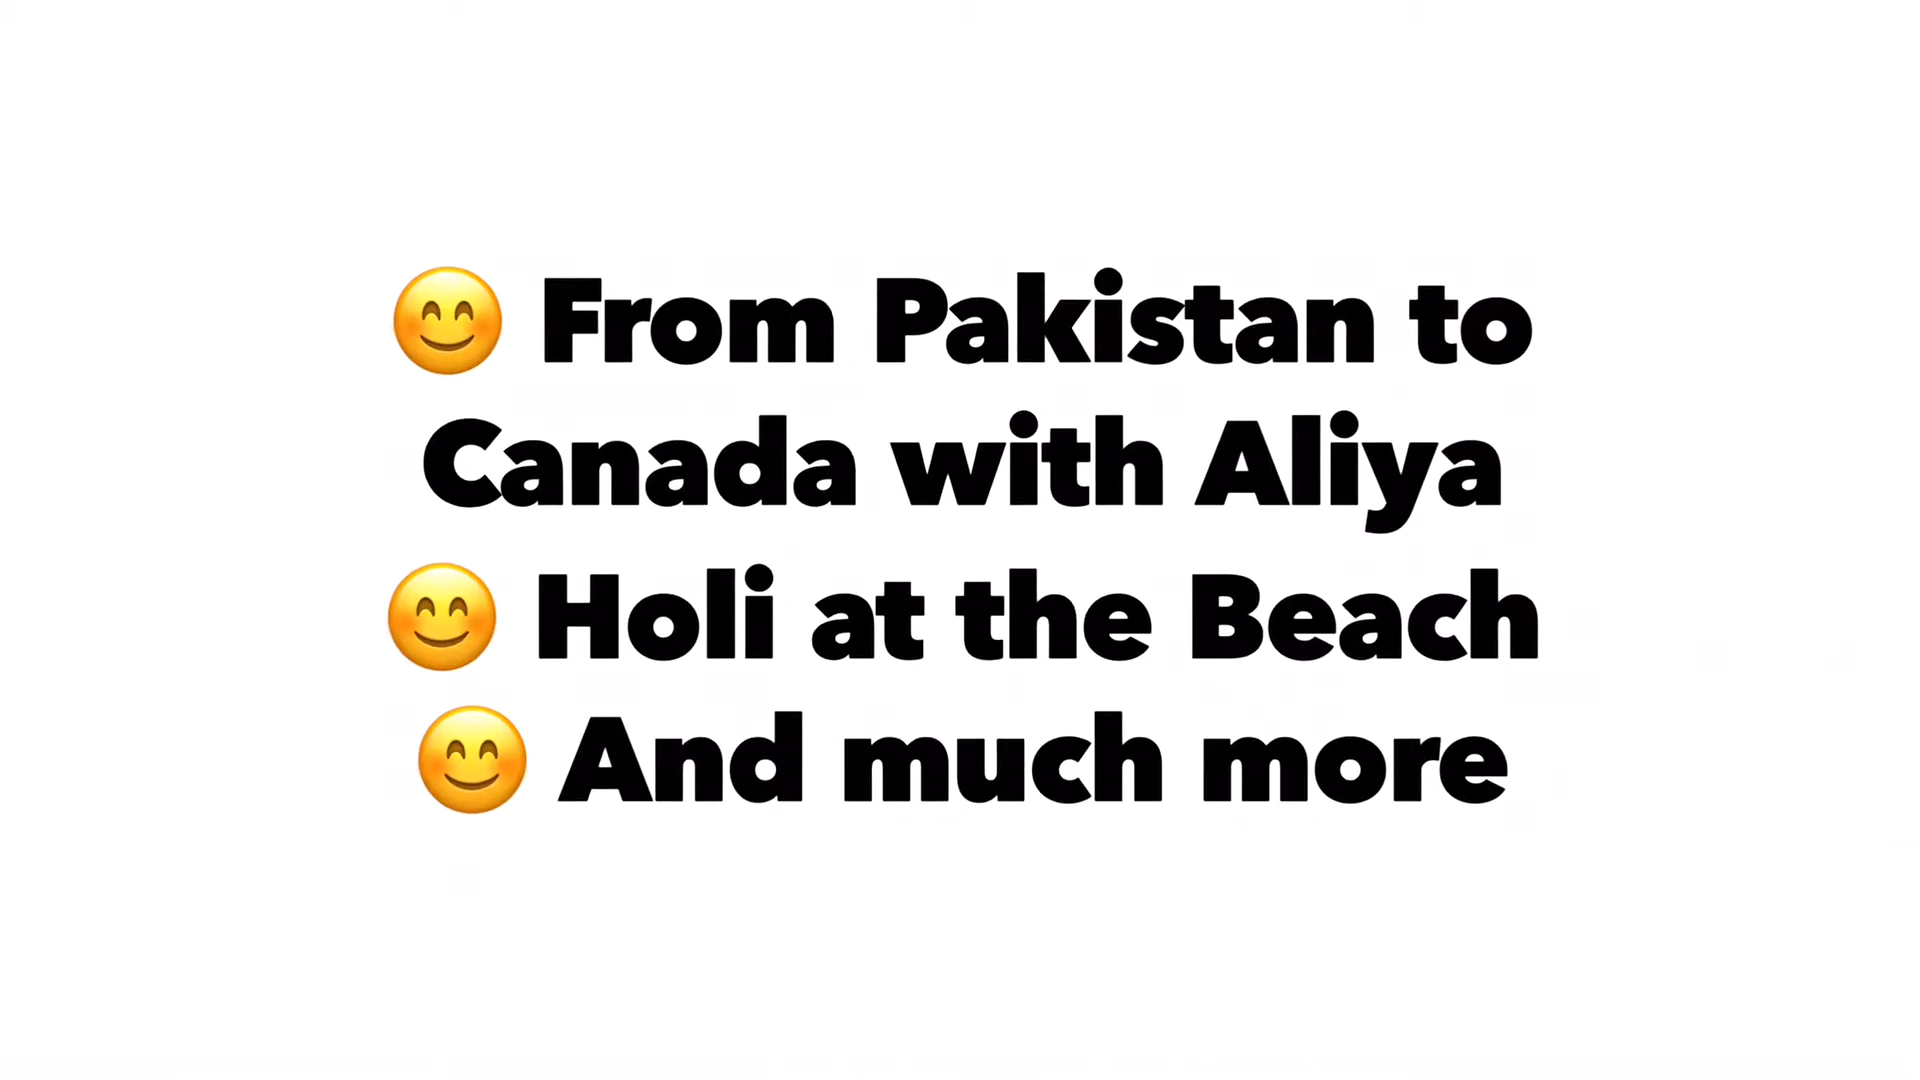 😊 From Pakistan to
Canada with Aliya
😊 Holi at the Beach
😊 And much more